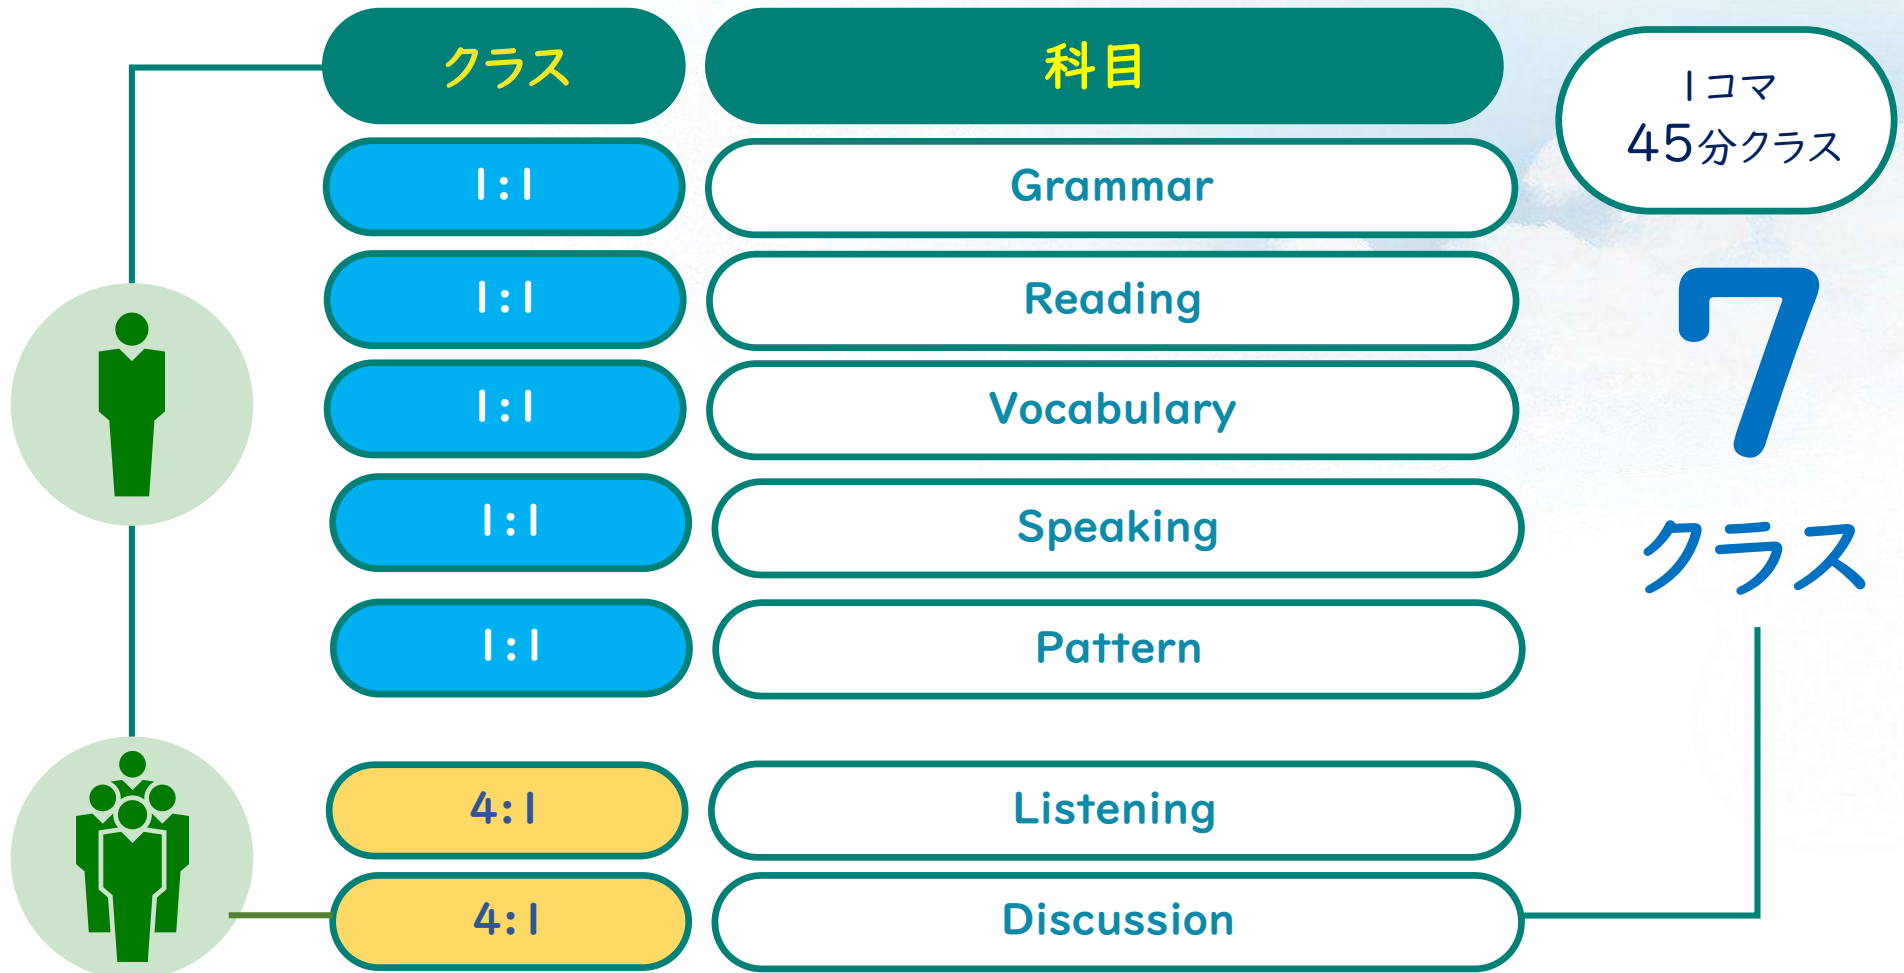 クラス 科目
1:1 Grammar
1:1 Reading
1:1 Vocabulary
1:1 Speaking
1:1 Pattern
4:1 Listening
4:1 Discussion
1コマ
45分クラス
7
クラス